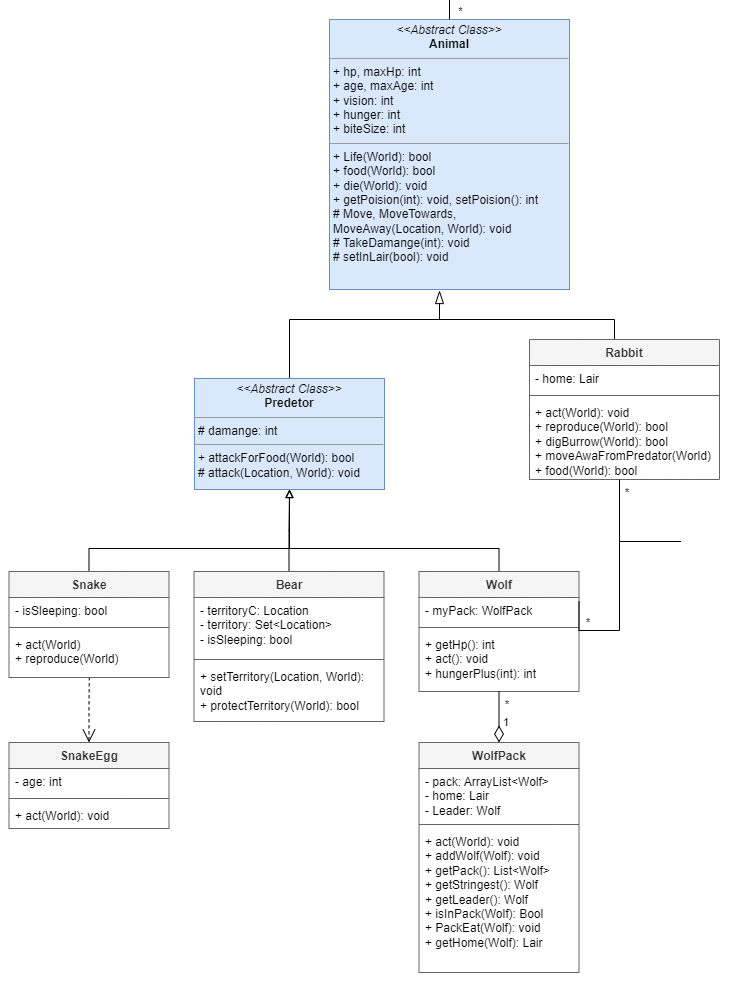 *
<<Abstract Class>>
Animal
+ hp, maxHp: int
+ age, maxAge: int
+ vision: int
+ hunger: int
+ biteSize: int
+ Life(World): bool
+ food(World): bool
+ die(World): void
+ getPoision(int): void, setPoision(): int
# Move, MoveTowards,
MoveAway(Location, World): void
# TakeDamange(int): void
# setInLair(bool): void
Rabbit
- home: Lair
+ act(World): void
+ reproduce(World): bool
+ digBurrow(World): bool
+ moveAwaFromPredator(World)
+ food(World): bool
*
<<Abstract Class>>
Predetor
# damange: int
+ attackForFood(World): bool
# attack(Location, World): void
Snake
- isSleeping: bool
+ act(World)
+ reproduce(World)
Bear
- territoryC: Location
- territory: Set<Location>
- isSleeping: bool
+ setTerritory(Location, World):
void
+ protectTerritory(World): bool
Wolf
- myPack: WolfPack
+ getHp(): int
+ act(): void
+ hungerPlus(int): int
*
*
1
SnakeEgg
- age: int
+ act(World): void
WolfPack
- pack: ArrayList<Wolf>
- home: Lair
- Leader: Wolf
+ act(World): void
+ addWolf(Wolf): void
+ getPack(): List<Wolf>
+ getStringest(): Wolf
+ getLeader(): Wolf
+ isInPack(Wolf): Bool
+ PackEat(Wolf): void
+ getHome(Wolf): Lair